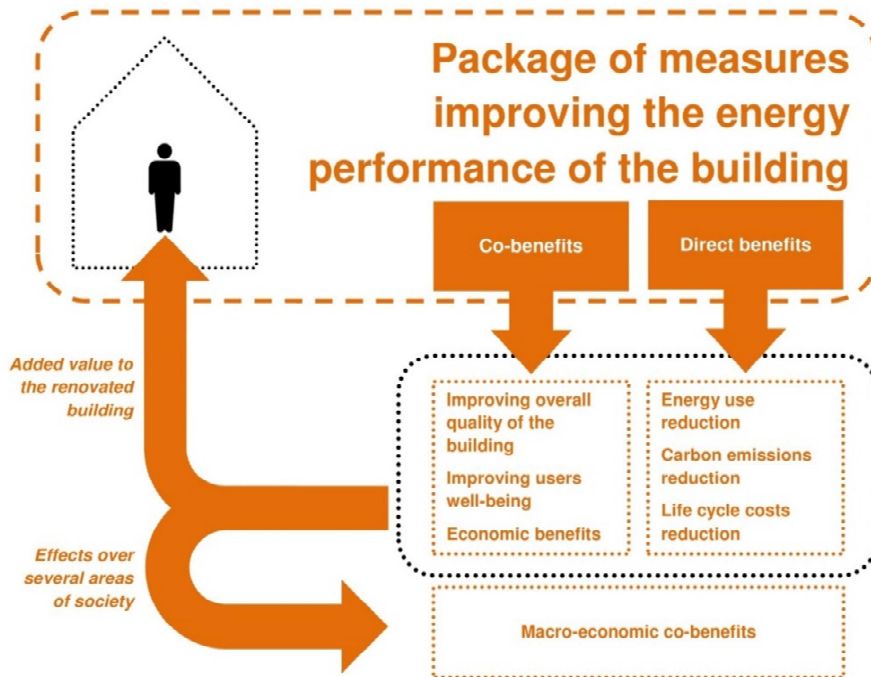 Package of measures
improving the energy
performance of the building
Co-benefits
Direct benefits
Added value to
the renovated
building
Improving overall
quality of the
building
Improving users
well-being
Economic benefits
Energy use
reduction
Carbon emissions
reduction
Life cycle costs
reduction
Effects over
several areas
of society
Macro-economic co-benefits